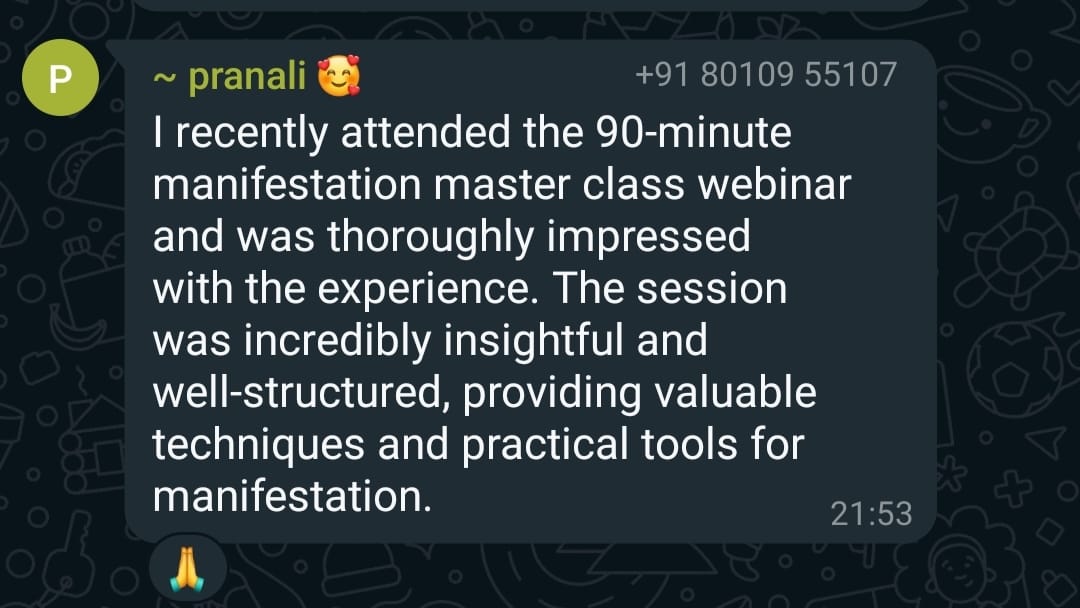 P
~ pranali 🥰 +91 80109 55107
I recently attended the 90-minute
manifestation master class webinar
and was thoroughly impressed
with the experience. The session
was incredibly insightful and
well-structured, providing valuable
techniques and practical tools for
manifestation.
21:53
🙏